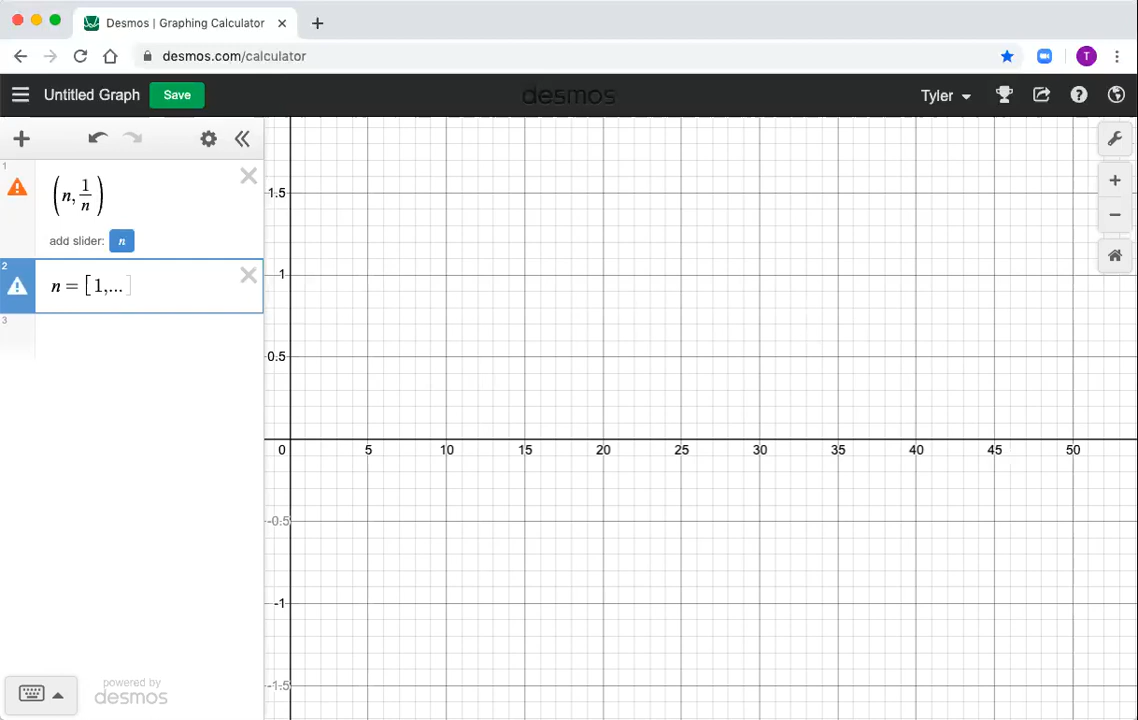 Desmos | Graphing Calculator
desmos.com/calculator
T
Untitled Graph
Save
desmos
Tyler
1
(n, 1/n)
add slider: n
2
n = [1,...]
3
1.5
1
0.5
0 5 10 15 20 25 30 35 40 45 50
-0.5
-1
-1.5
powered by
desmos